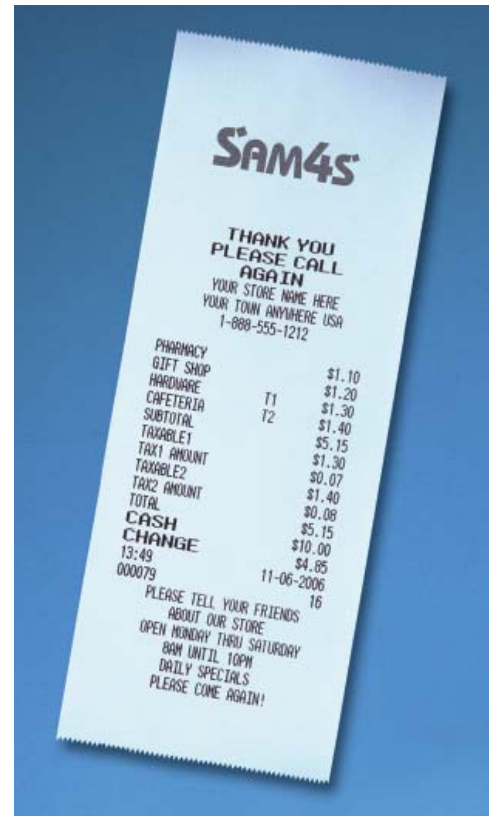 SAM4S
THANK YOU
PLEASE CALL
AGAIN
YOUR STORE NAME HERE
YOUR TOWN ANYWHERE USA
1-888-555-1212
PHARMACY $1.10
GIFT SHOP $1.20
HARDWARE T1 $1.30
CAFETERIA T2 $1.40
SUBTOTAL $5.15
TAXABLE1 $1.30
TAX1 AMOUNT $0.07
TAXABLE2 $1.40
TAX2 AMOUNT $0.08
TOTAL $5.15
CASH $10.00
CHANGE $4.85
13:49 11-06-2006
000079 16
PLEASE TELL YOUR FRIENDS
ABOUT OUR STORE
OPEN MONDAY THRU SATURDAY
8AM UNTIL 10PM
DAILY SPECIALS
PLEASE COME AGAIN!